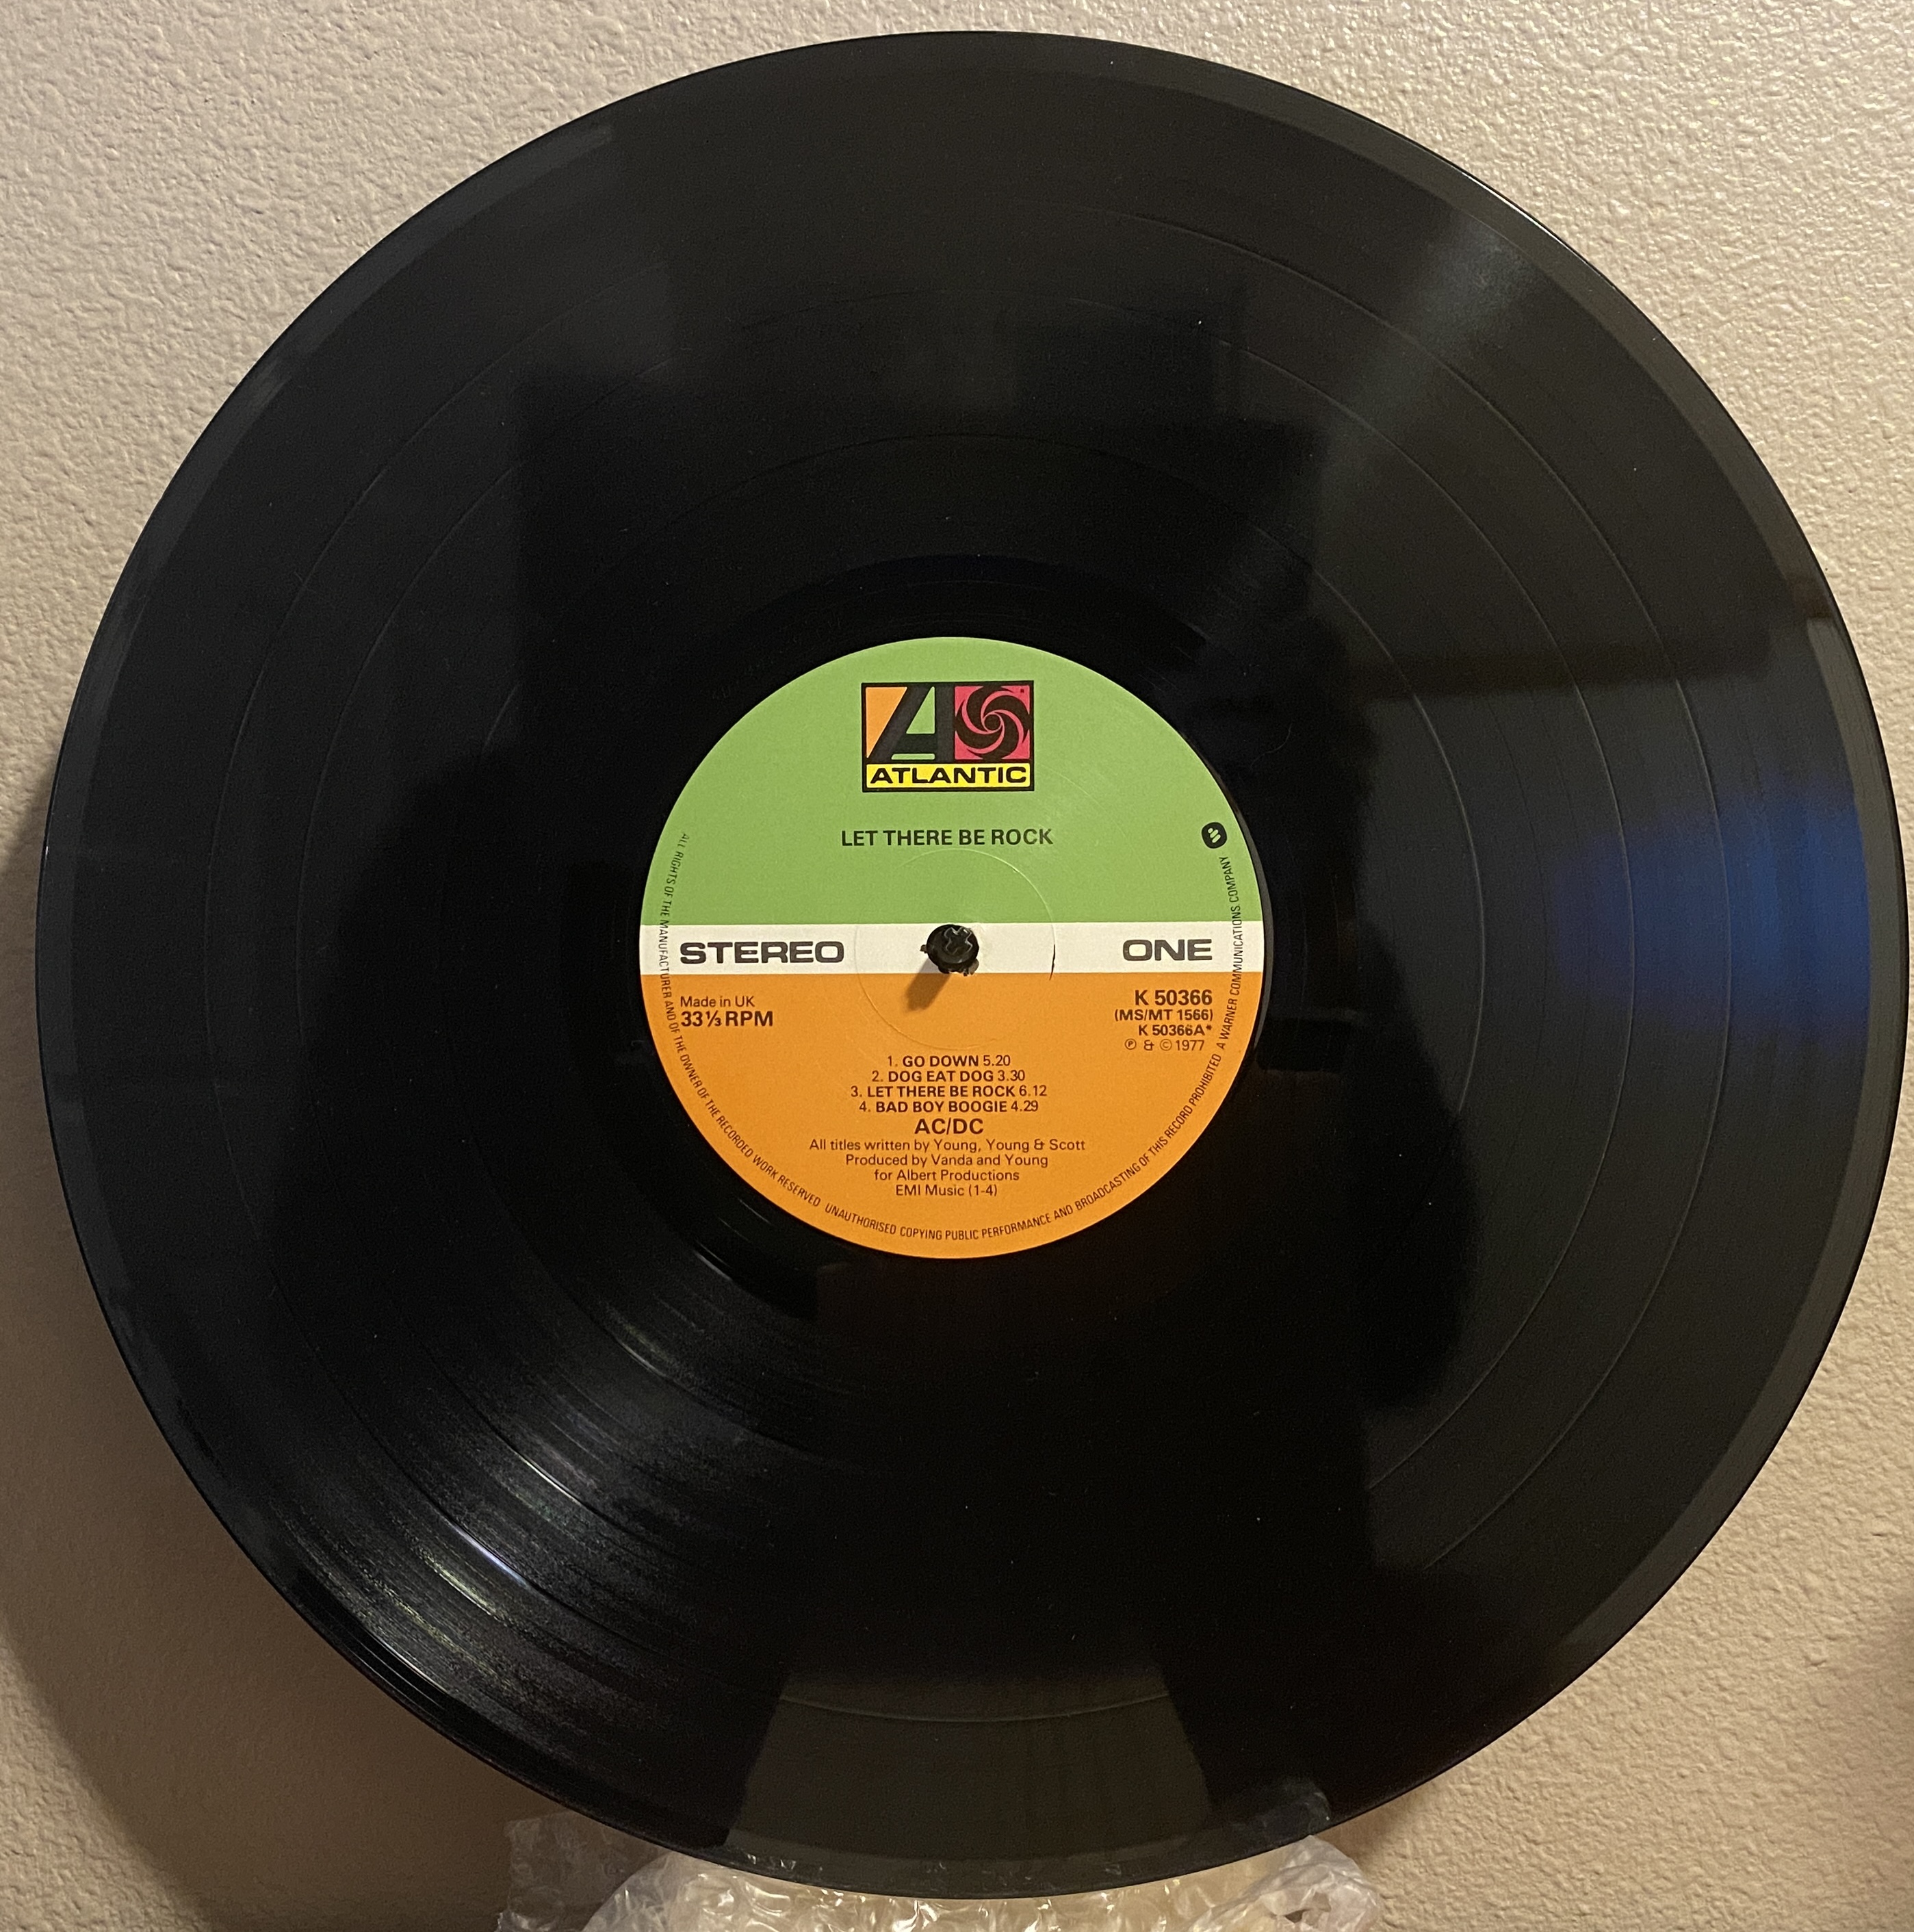 ATLANTIC
LET THERE BE ROCK
STEREO
ONE
Made in UK
33⅓ RPM
K 50366
(MS/MT 1566)
K 50366A*
℗ & © 1977
1. GO DOWN 5.20
2. DOG EAT DOG 3.30
3. LET THERE BE ROCK 6.12
4. BAD BOY BOOGIE 4.29
AC/DC
All titles written by Young, Young & Scott
Produced by Vanda and Young
for Albert Productions
EMI Music (1-4)
ALL RIGHTS OF THE MANUFACTURER AND OF THE OWNER OF THE RECORDED WORK RESERVED UNAUTHORISED COPYING PUBLIC PERFORMANCE AND BROADCASTING OF THIS RECORD PROHIBITED A WARNER COMMUNICATIONS COMPANY